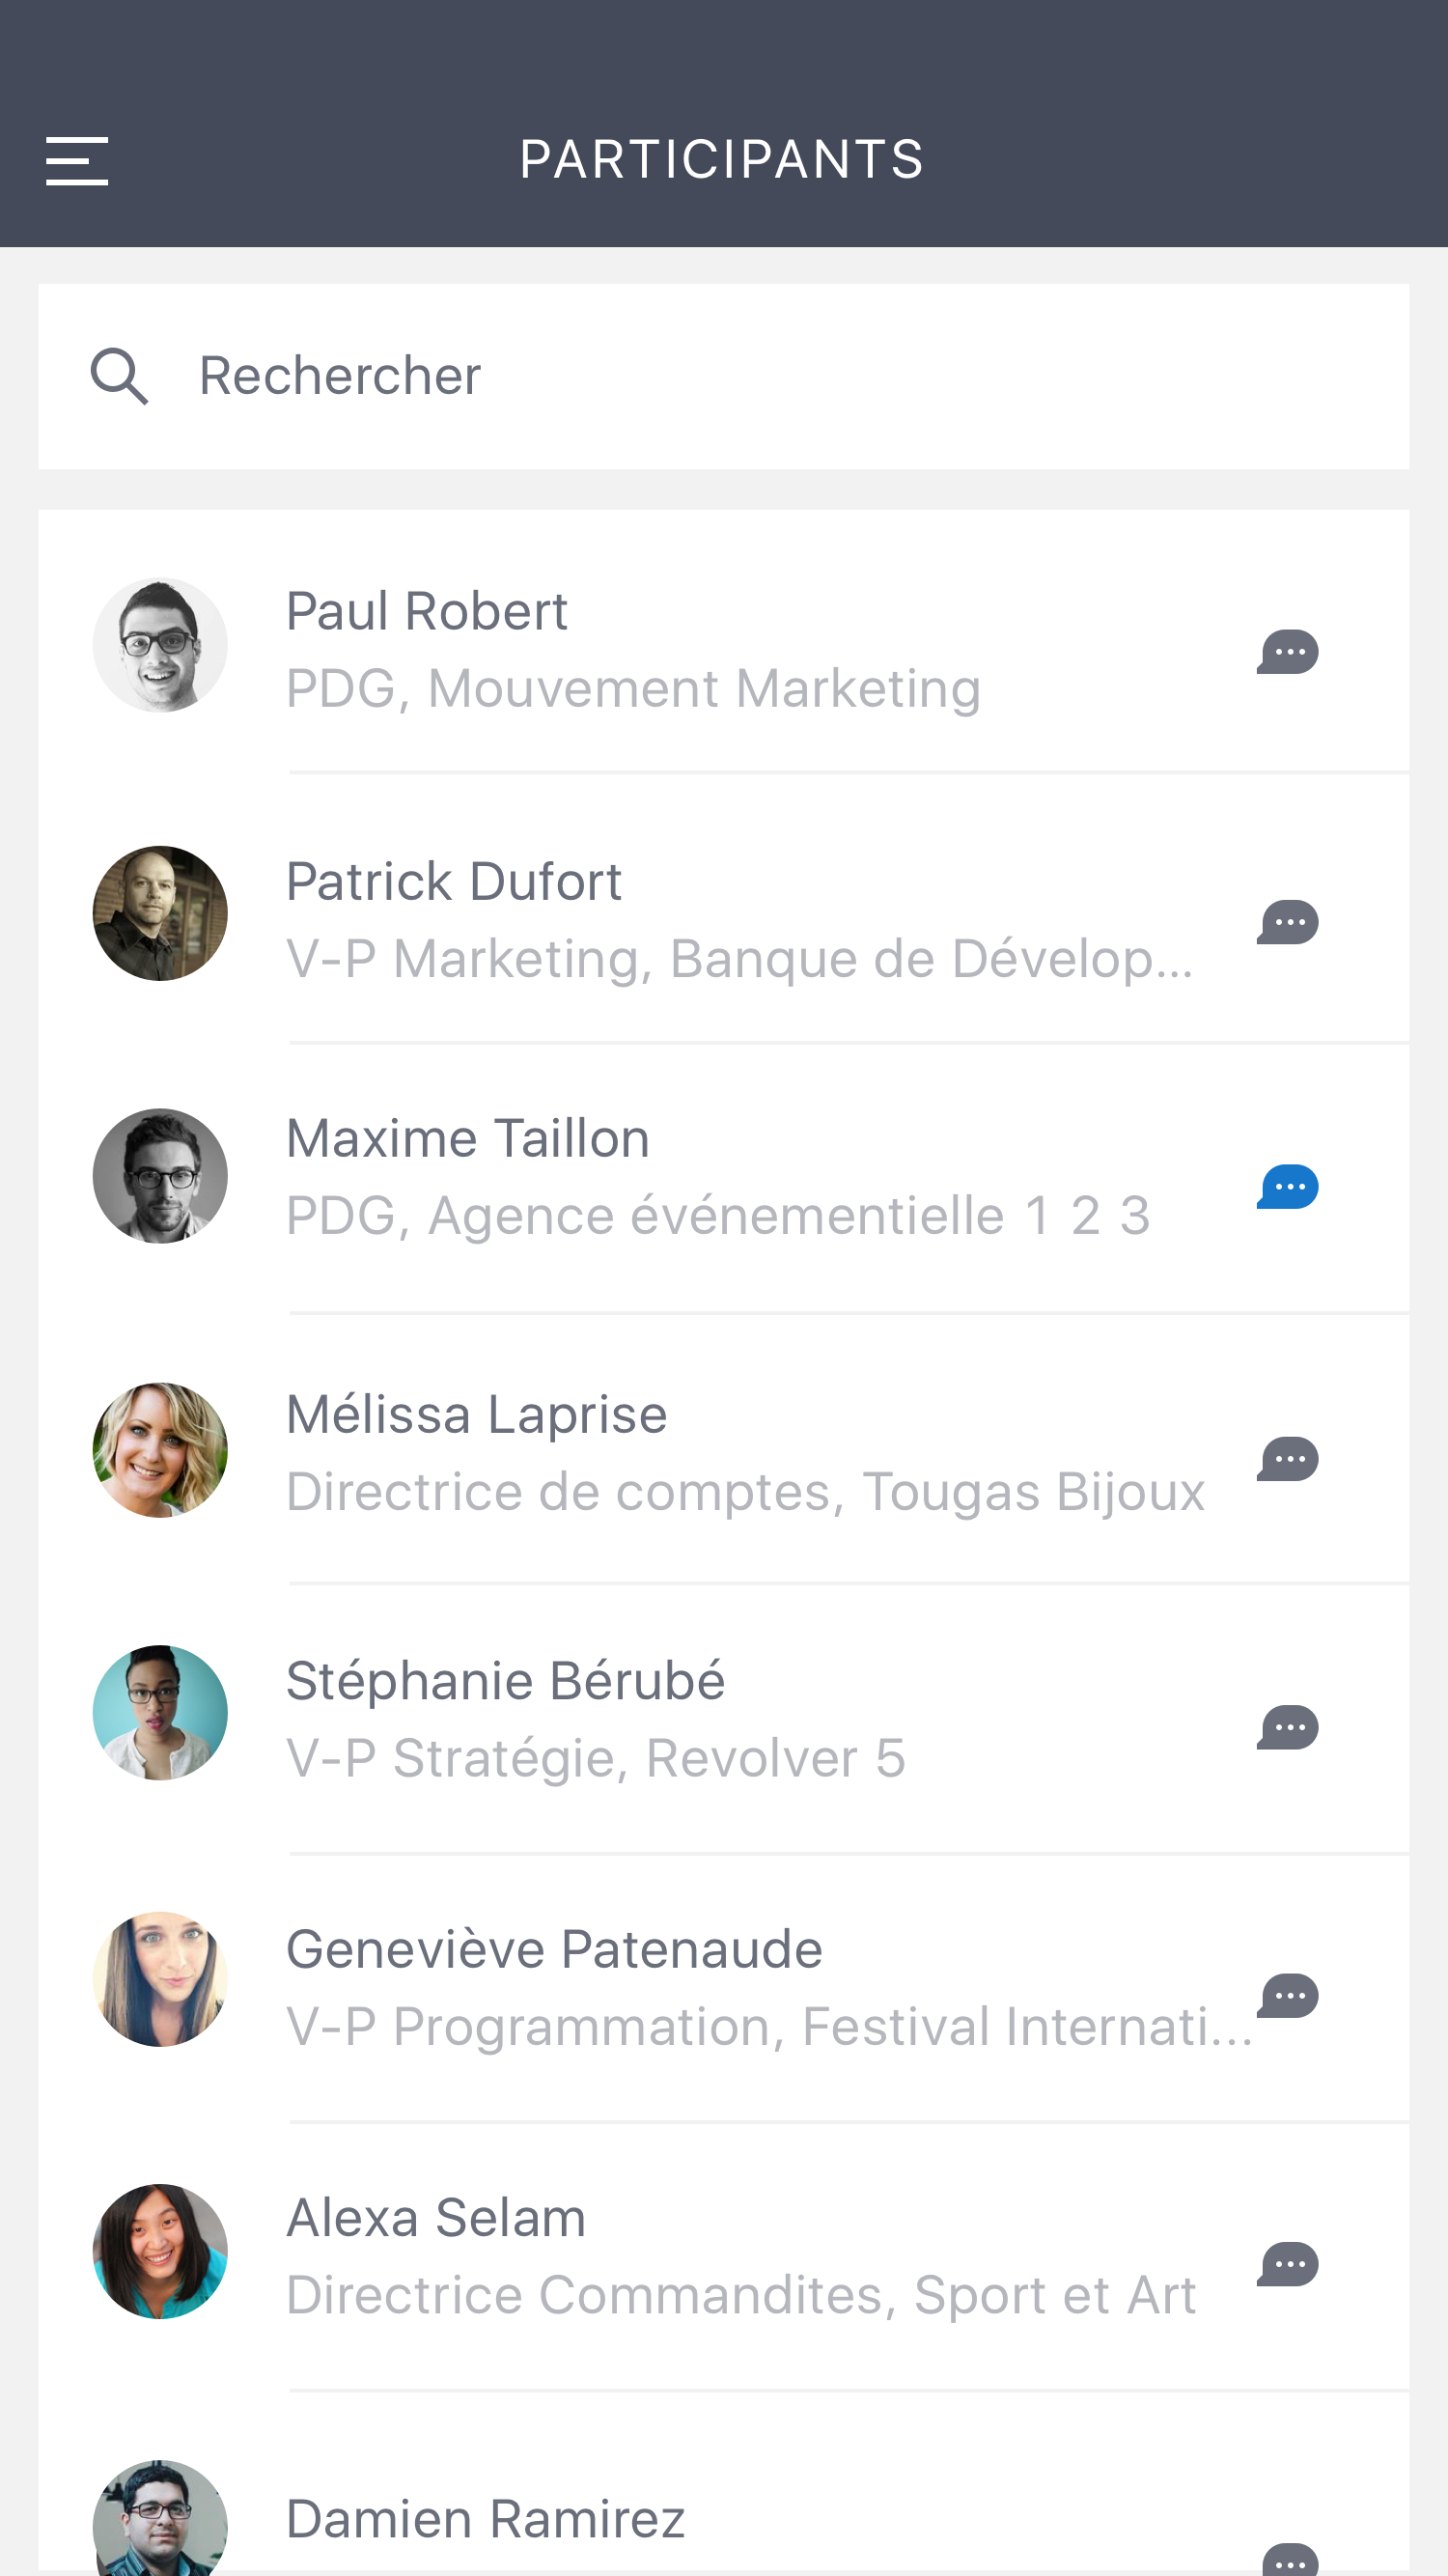 PARTICIPANTS
Rechercher
Paul Robert
PDG, Mouvement Marketing
Patrick Dufort
V-P Marketing, Banque de Dévelop...
Maxime Taillon
PDG, Agence événementielle 1 2 3
Mélissa Laprise
Directrice de comptes, Tougas Bijoux
Stéphanie Bérubé
V-P Stratégie, Revolver 5
Geneviève Patenaude
V-P Programmation, Festival Internati...
Alexa Selam
Directrice Commandites, Sport et Art
Damien Ramirez